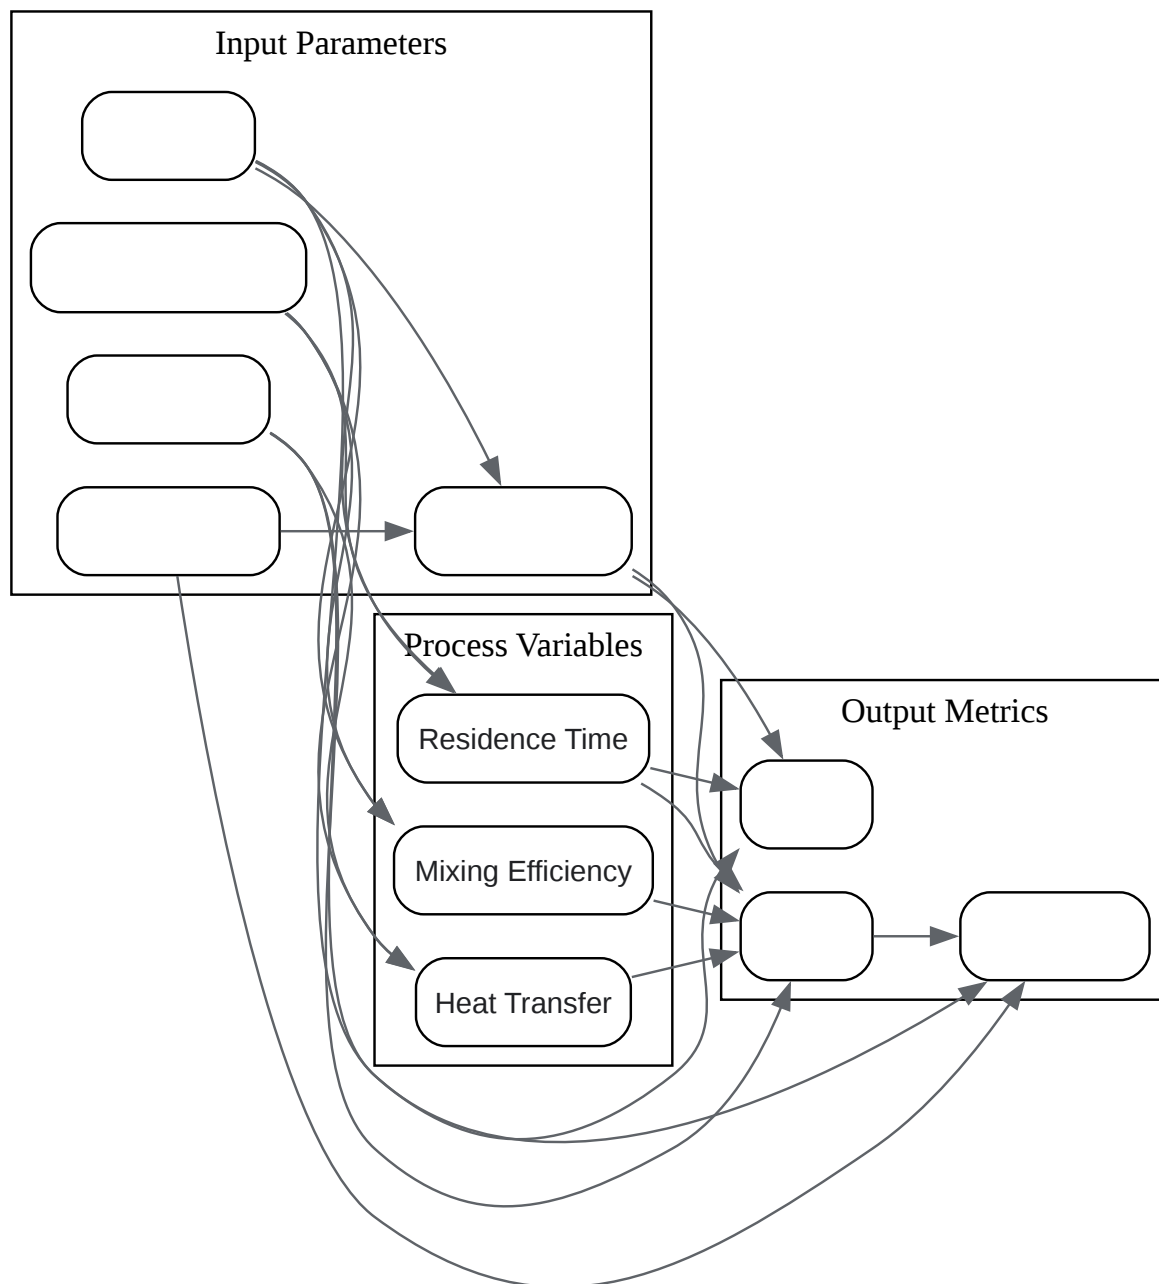 Input Parameters
Process Variables
Residence Time
Mixing Efficiency
Heat Transfer
Output Metrics